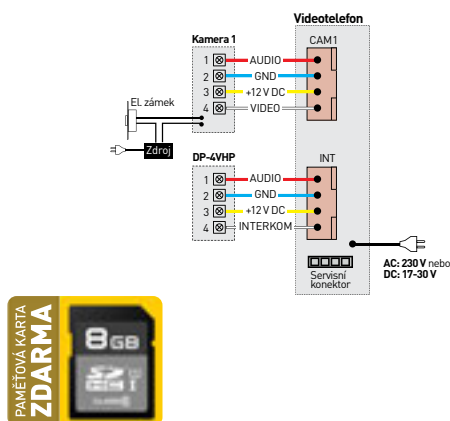 Videotelefon
Kamera 1
CAM1
1 AUDIO
2 GND
3 +12 V DC
4 VIDEO
EL zámek
Zdroj
DP-4VHP
INT
1 AUDIO
2 GND
3 +12 V DC
4 INTERKOM
AC: 230 V nebo
DC: 17-30 V
Servisní
konektor
PAMĚŤOVÁ KARTA
ZDARMA
8GB